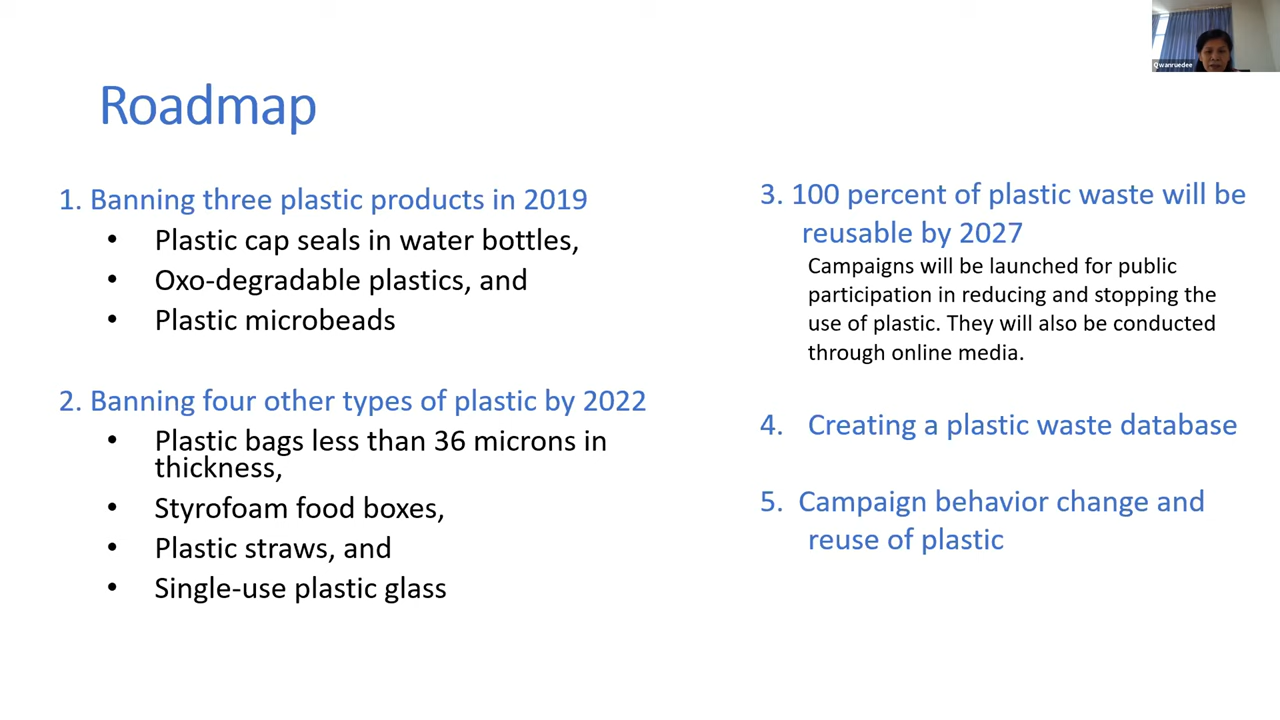 Roadmap
1. Banning three plastic products in 2019
• Plastic cap seals in water bottles,
• Oxo-degradable plastics, and
• Plastic microbeads
2. Banning four other types of plastic by 2022
• Plastic bags less than 36 microns in
thickness,
• Styrofoam food boxes,
• Plastic straws, and
• Single-use plastic glass
3. 100 percent of plastic waste will be
reusable by 2027
Campaigns will be launched for public
participation in reducing and stopping the
use of plastic. They will also be conducted
through online media.
4. Creating a plastic waste database
5. Campaign behavior change and
reuse of plastic
Qwanruedee